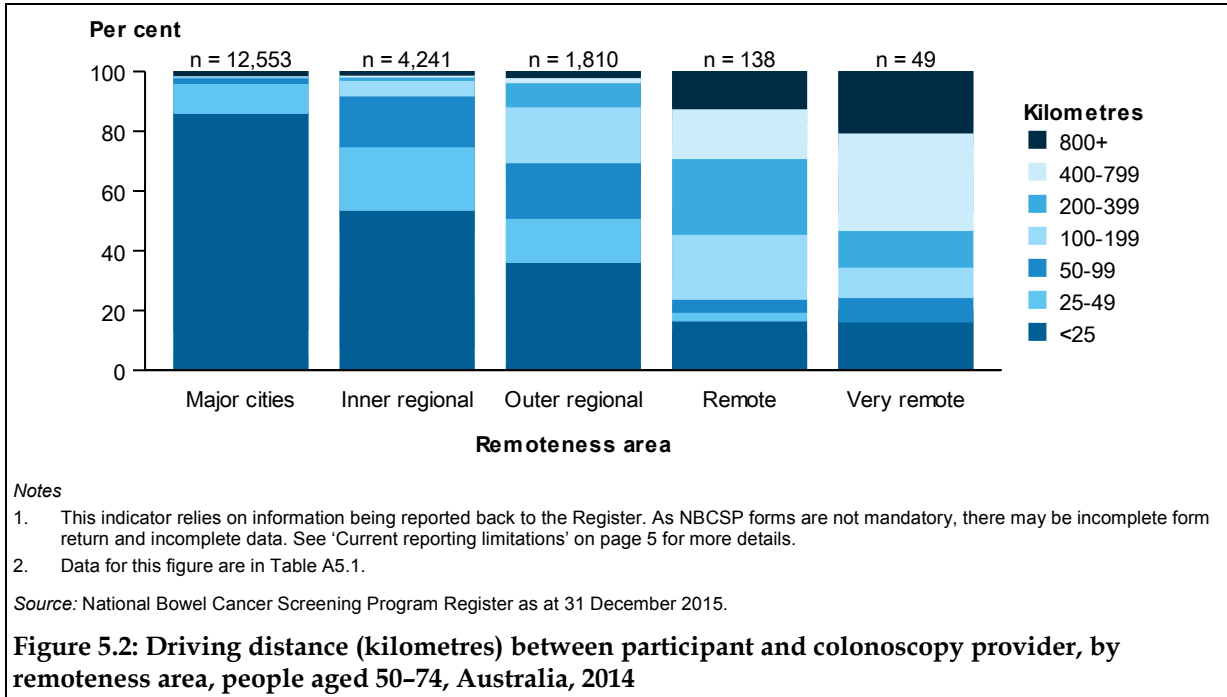 Per cent
n = 12,553 n = 4,241 n = 1,810 n = 138 n = 49
100
80
60
40
20
0
Kilometres
800+
400-799
200-399
100-199
50-99
25-49
<25
Major cities Inner regional Outer regional Remote Very remote
Remoteness area
Notes
1. This indicator relies on information being reported back to the Register. As NBCSP forms are not mandatory, there may be incomplete form
return and incomplete data. See ‘Current reporting limitations’ on page 5 for more details.
2. Data for this figure are in Table A5.1.
Source: National Bowel Cancer Screening Program Register as at 31 December 2015.
Figure 5.2: Driving distance (kilometres) between participant and colonoscopy provider, by
remoteness area, people aged 50–74, Australia, 2014